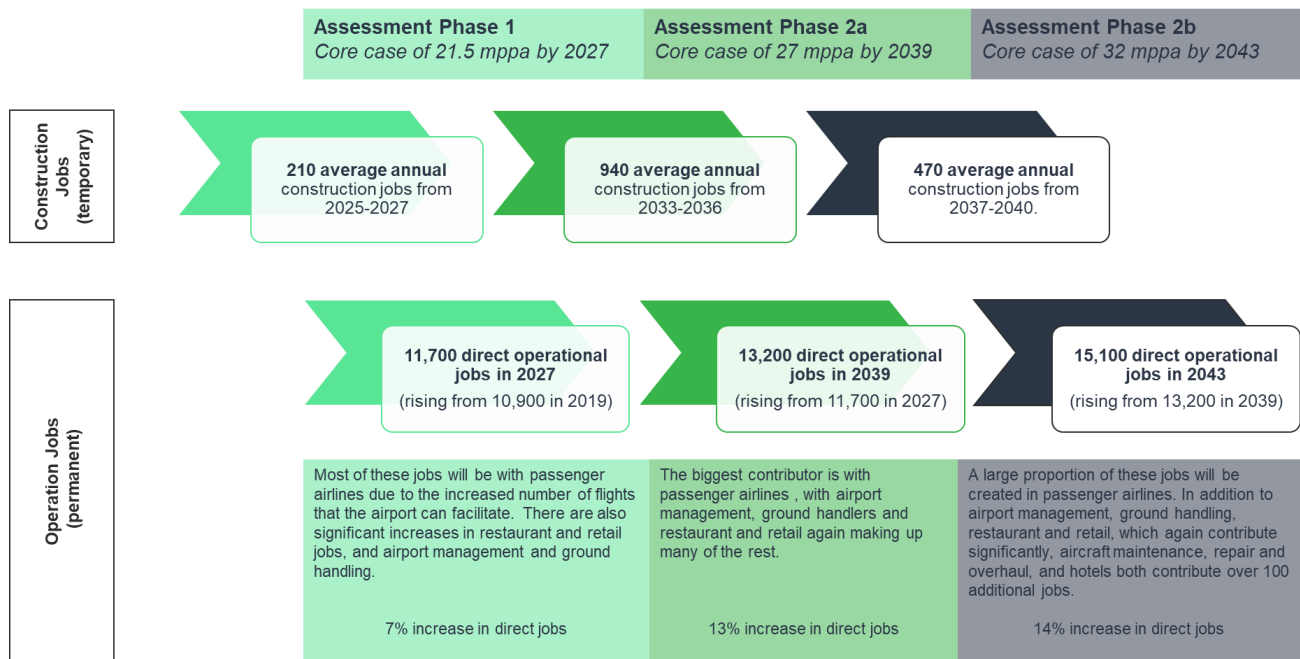 Assessment Phase 1
Core case of 21.5 mppa by 2027
Assessment Phase 2a
Core case of 27 mppa by 2039
Assessment Phase 2b
Core case of 32 mppa by 2043
Construction
Jobs
(temporary)
210 average annual
construction jobs from
2025-2027
940 average annual
construction jobs from
2033-2036
470 average annual
construction jobs from
2037-2040.
Operation Jobs
(permanent)
11,700 direct operational
jobs in 2027
(rising from 10,900 in 2019)
13,200 direct operational
jobs in 2039
(rising from 11,700 in 2027)
15,100 direct operational
jobs in 2043
(rising from 13,200 in 2039)
Most of these jobs will be with passenger
airlines due to the increased number of flights
that the airport can facilitate. There are also
significant increases in restaurant and retail
jobs, and airport management and ground
handling.
7% increase in direct jobs
The biggest contributor is with
passenger airlines , with airport
management, ground handlers and
restaurant and retail again making up
many of the rest.
13% increase in direct jobs
A large proportion of these jobs will be
created in passenger airlines. In addition to
airport management, ground handling,
restaurant and retail, which again contribute
significantly, aircraft maintenance, repair and
overhaul, and hotels both contribute over 100
additional jobs.
14% increase in direct jobs